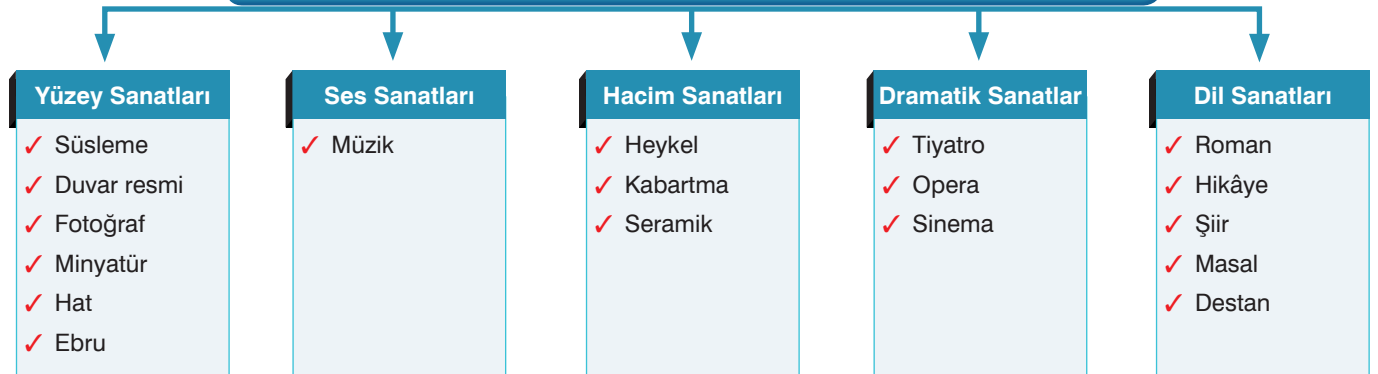 Yüzey Sanatları
Süsleme
Duvar resmi
Fotoğraf
Minyatür
Hat
Ebru
Ses Sanatları
Müzik
Hacim Sanatları
Heykel
Kabartma
Seramik
Dramatik Sanatlar
Tiyatro
Opera
Sinema
Dil Sanatları
Roman
Hikâye
Şiir
Masal
Destan